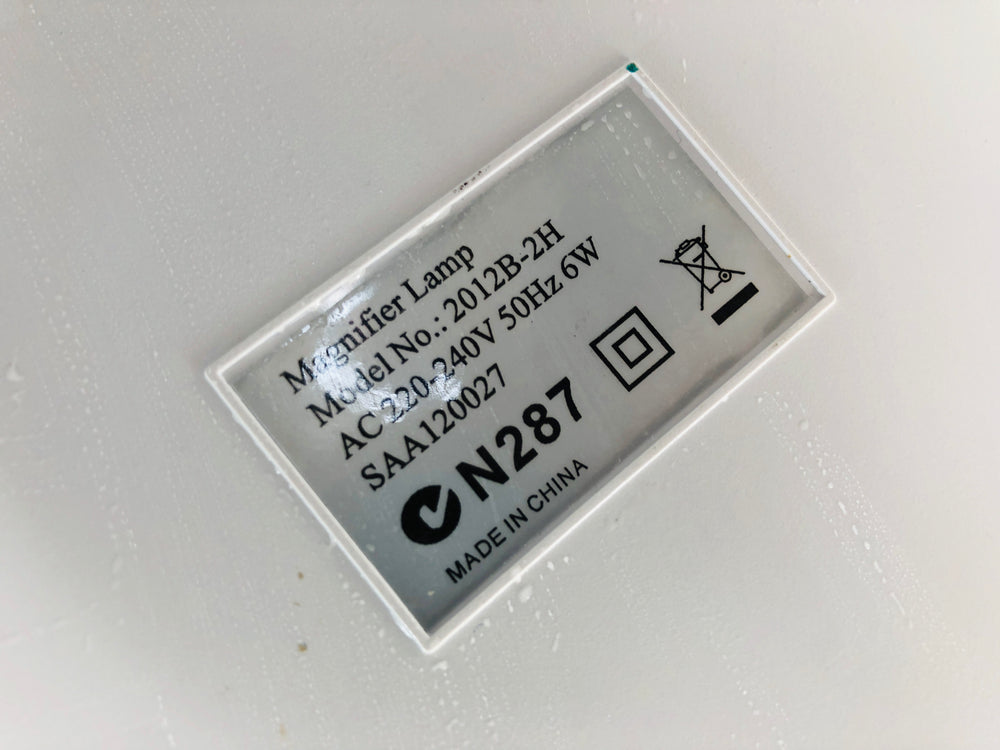 Magnifier Lamp
Model No.: 2012B-2H
AC 220-240V 50Hz 6W
SAA120027
N287
MADE IN CHINA